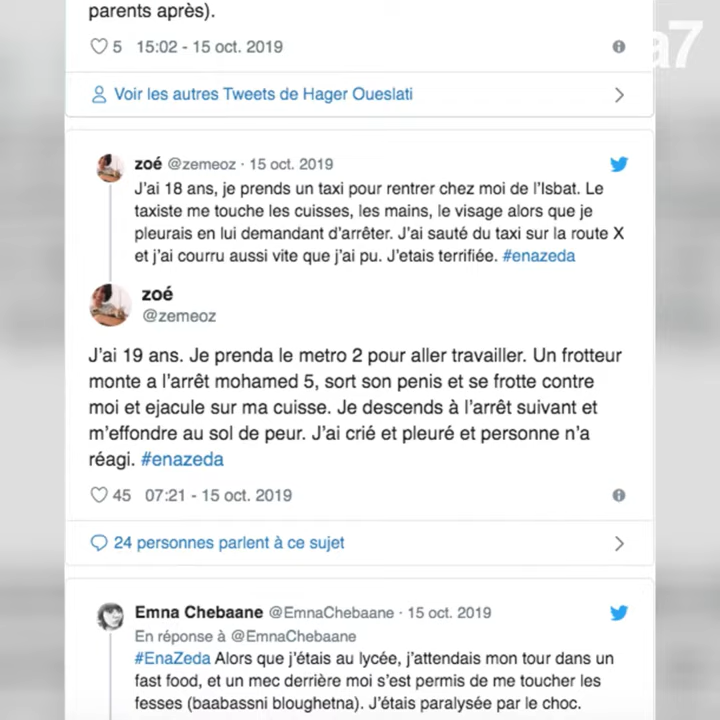 parents après).
5 15:02 - 15 oct. 2019
Voir les autres Tweets de Hager Oueslati
a7
zoé @zemeoz · 15 oct. 2019
J'ai 18 ans, je prends un taxi pour rentrer chez moi de l'Isbat. Le
taxiste me touche les cuisses, les mains, le visage alors que je
pleurais en lui demandant d'arrêter. J'ai sauté du taxi sur la route X
et j'ai courru aussi vite que j'ai pu. J'etais terrifiée. #enazeda
zoé
@zemeoz
J'ai 19 ans. Je prenda le metro 2 pour aller travailler. Un frotteur
monte a l'arrêt mohamed 5, sort son penis et se frotte contre
moi et ejacule sur ma cuisse. Je descends à l'arrêt suivant et
m'effondre au sol de peur. J'ai crié et pleuré et personne n'a
réagi. #enazeda
45 07:21 - 15 oct. 2019
24 personnes parlent à ce sujet
Emna Chebaane @EmnaChebaane · 15 oct. 2019
En réponse à @EmnaChebaane
#EnaZeda Alors que j'étais au lycée, j'attendais mon tour dans un
fast food, et un mec derrière moi s'est permis de me toucher les
fesses (baabassni bloughetna). J'étais paralysée par le choc.